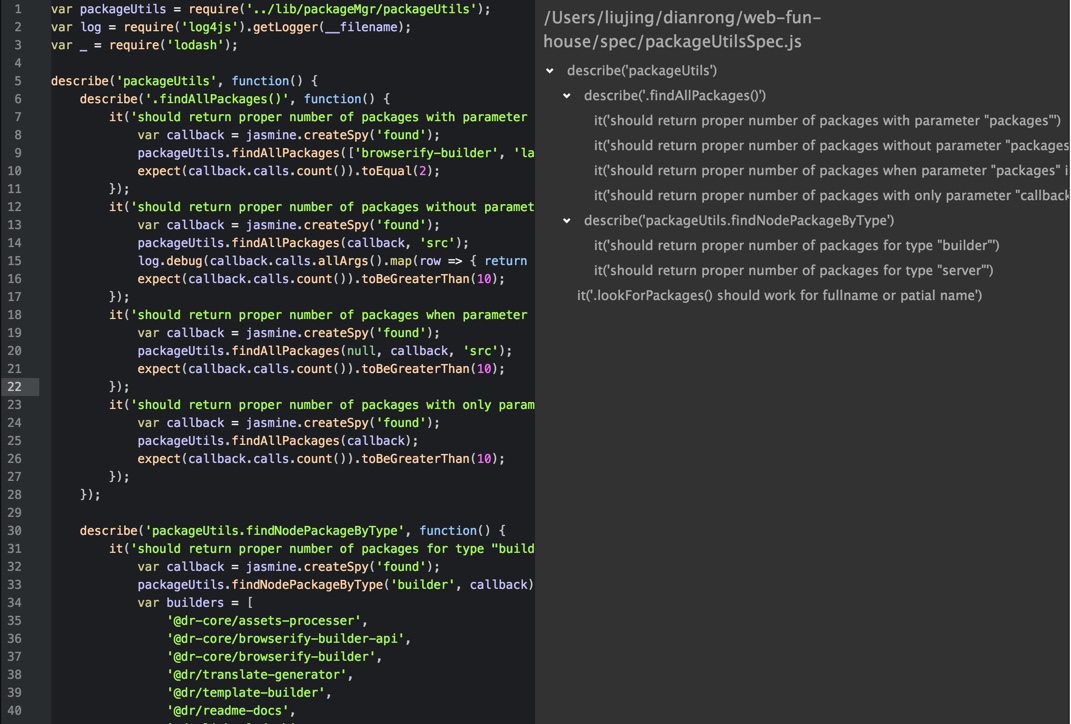 1 var packageUtils = require('../lib/packageMgr/packageUtils');
2 var log = require('log4js').getLogger(__filename);
3 var _ = require('lodash');
4
5 describe('packageUtils', function() {
6 describe('.findAllPackages()', function() {
7 it('should return proper number of packages with parameter
8 var callback = jasmine.createSpy('found');
9 packageUtils.findAllPackages(['browserify-builder', 'la
10 expect(callback.calls.count()).toEqual(2);
11 });
12 it('should return proper number of packages without paramet
13 var callback = jasmine.createSpy('found');
14 packageUtils.findAllPackages(callback, 'src');
15 log.debug(callback.calls.allArgs().map(row => { return
16 expect(callback.calls.count()).toBeGreaterThan(10);
17 });
18 it('should return proper number of packages when parameter
19 var callback = jasmine.createSpy('found');
20 packageUtils.findAllPackages(null, callback, 'src');
21 expect(callback.calls.count()).toBeGreaterThan(10);
22 });
23 it('should return proper number of packages with only param
24 var callback = jasmine.createSpy('found');
25 packageUtils.findAllPackages(callback);
26 expect(callback.calls.count()).toBeGreaterThan(10);
27 });
28 });
29
30 describe('packageUtils.findNodePackageByType', function() {
31 it('should return proper number of packages for type "build
32 var callback = jasmine.createSpy('found');
33 packageUtils.findNodePackageByType('builder', callback)
34 var builders = [
35 '@dr-core/assets-processer',
36 '@dr-core/browserify-builder-api',
37 '@dr-core/browserify-builder',
38 '@dr/translate-generator',
39 '@dr/template-builder',
40 '@dr/readme-docs',
/Users/liujing/dianrong/web-fun-
house/spec/packageUtilsSpec.js
describe('packageUtils')
describe('.findAllPackages()')
it('should return proper number of packages with parameter "packages"')
it('should return proper number of packages without parameter "packages
it('should return proper number of packages when parameter "packages" i
it('should return proper number of packages with only parameter "callback
describe('packageUtils.findNodePackageByType')
it('should return proper number of packages for type "builder"')
it('should return proper number of packages for type "server"')
it('.lookForPackages() should work for fullname or patial name')